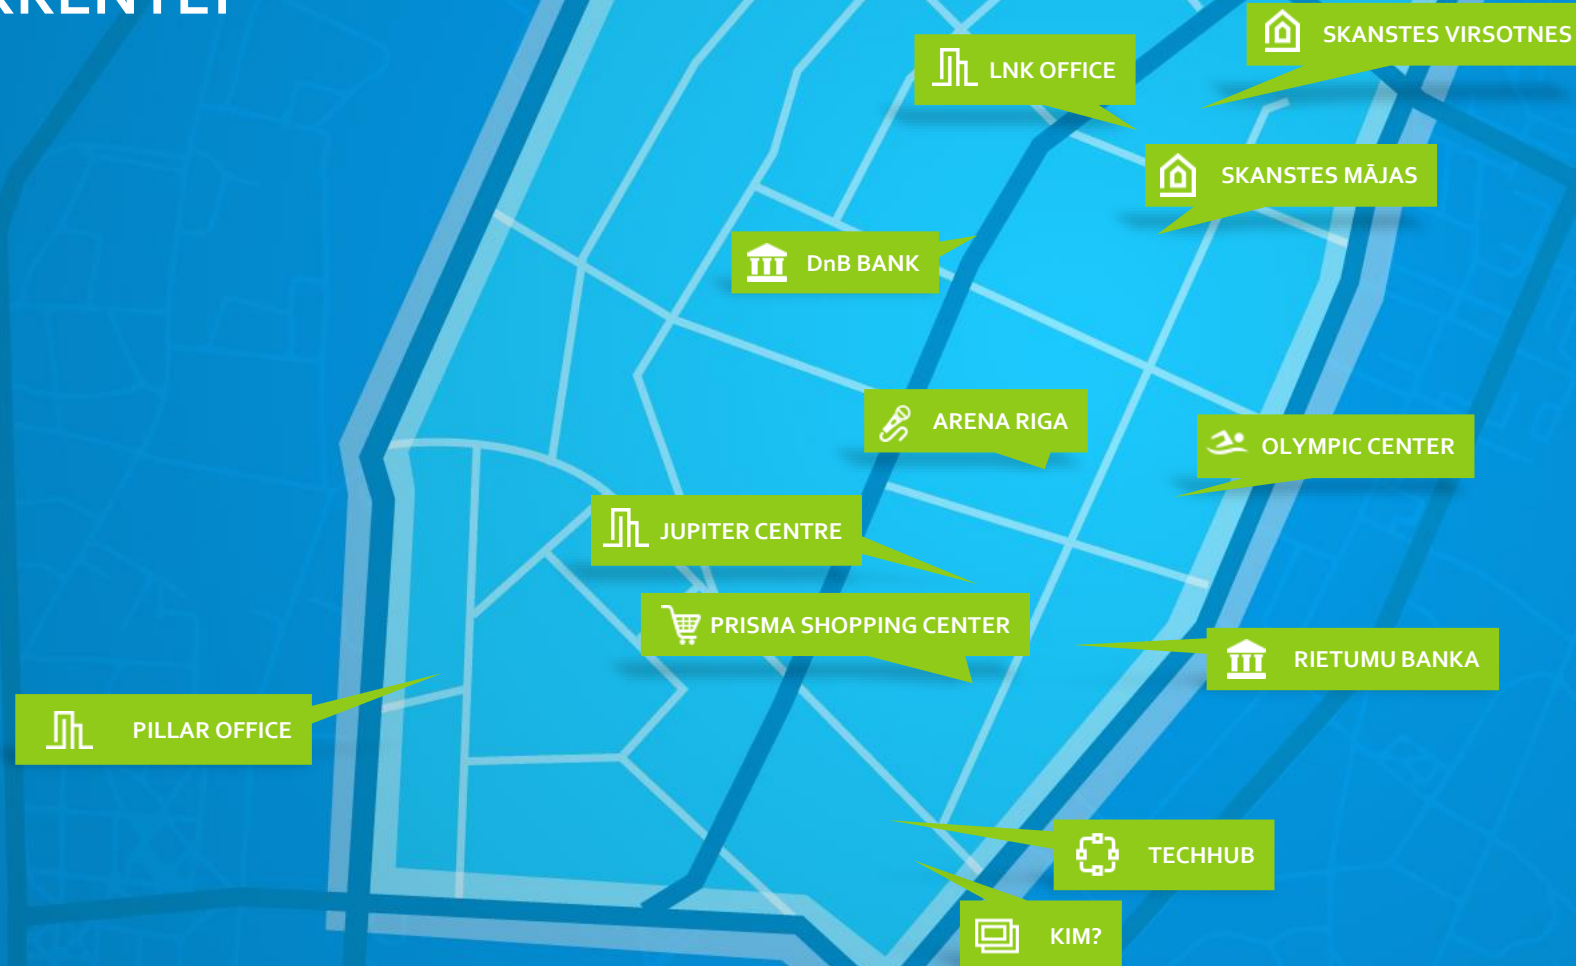 SKANSTES VIRSOTNES
LNK OFFICE
SKANSTES MĀJAS
DnB BANK
ARENA RIGA
OLYMPIC CENTER
JUPITER CENTRE
PRISMA SHOPPING CENTER
RIETUMU BANKA
PILLAR OFFICE
TECHHUB
KIM?